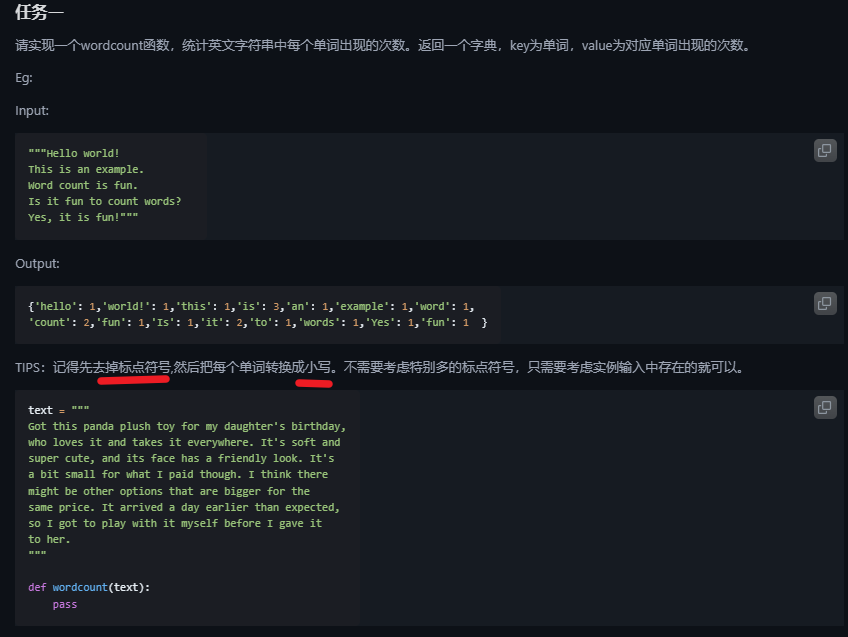 任务一
请实现一个wordcount函数，统计英文字符串中每个单词出现的次数。返回一个字典，key为单词，value为对应单词出现的次数。
Eg:
Input:
"""Hello world!
This is an example.
Word count is fun.
Is it fun to count words?
Yes, it is fun!"""
Output:
{'hello': 1,'world!': 1,'this': 1,'is': 3,'an': 1,'example': 1,'word': 1,
'count': 2,'fun': 1,'Is': 1,'it': 2,'to': 1,'words': 1,'Yes': 1,'fun': 1  }
TIPS：记得先去掉标点符号,然后把每个单词转换成小写。不需要考虑特别多的标点符号，只需要考虑实例输入中存在的就可以。
text = """
Got this panda plush toy for my daughter's birthday,
who loves it and takes it everywhere. It's soft and
super cute, and its face has a friendly look. It's
a bit small for what I paid though. I think there
might be other options that are bigger for the
same price. It arrived a day earlier than expected,
so I got to play with it myself before I gave it
to her.
"""
def wordcount(text):
    pass